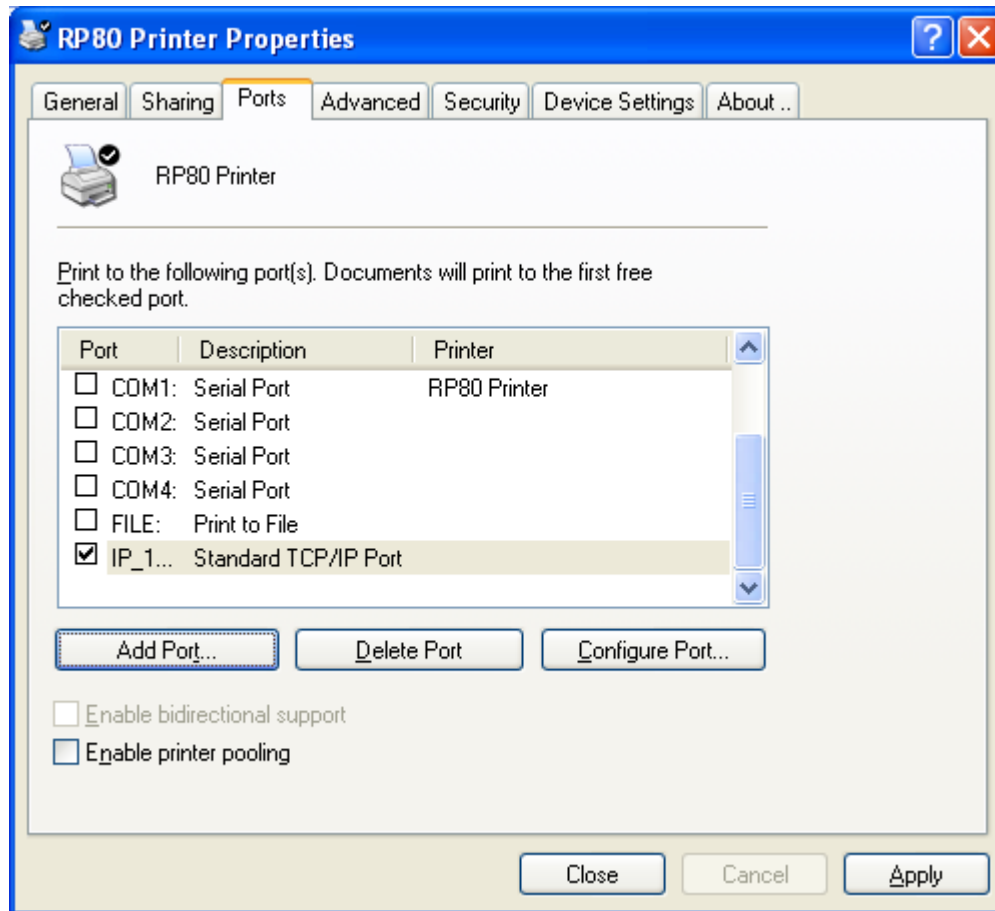 RP80 Printer Properties
General Sharing Ports Advanced Security Device Settings About ..
RP80 Printer
Print to the following port(s). Documents will print to the first free
checked port.
Port Description Printer
COM1: Serial Port RP80 Printer
COM2: Serial Port
COM3: Serial Port
COM4: Serial Port
FILE: Print to File
IP_1... Standard TCP/IP Port
Add Port... Delete Port Configure Port...
Enable bidirectional support
Enable printer pooling
Close Cancel Apply